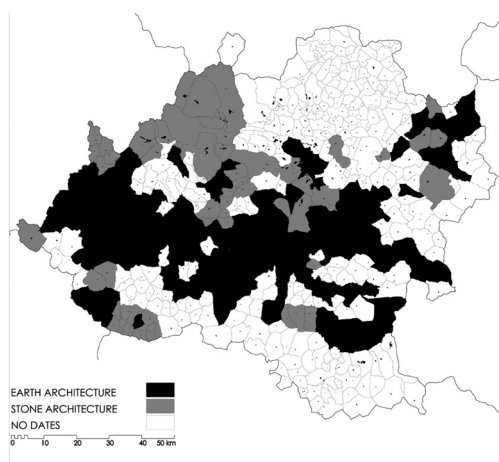 EARTH ARCHITECTURE
STONE ARCHITECTURE
NO DATES
0 10 20 30 40 50 km